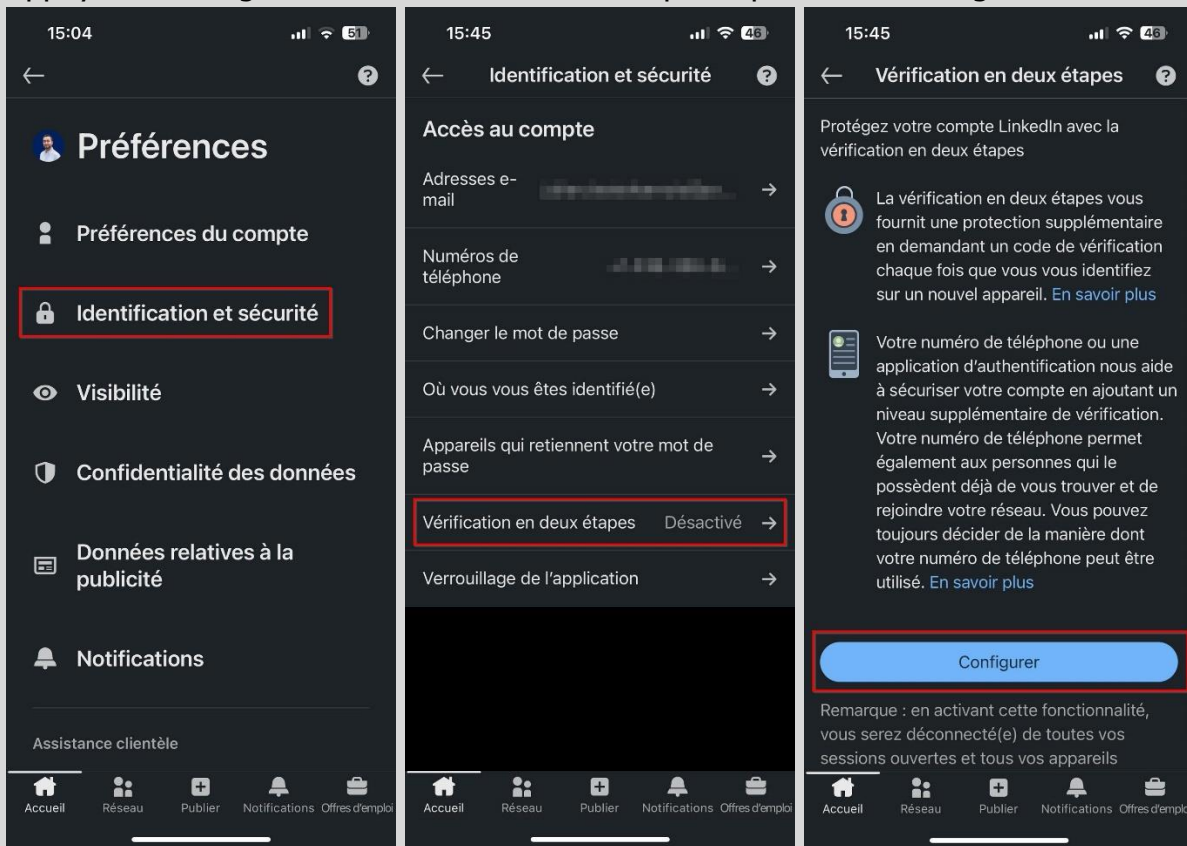 15:04
51
Préférences
Préférences du compte
Identification et sécurité
Visibilité
Confidentialité des données
Données relatives à la
publicité
Notifications
Assistance clientèle
Accueil
Réseau
Publier
Notifications
Offres d'emploi
15:45
46
Identification et sécurité
Accès au compte
Adresses e-
mail
Numéros de
téléphone
Changer le mot de passe
Où vous vous êtes identifié(e)
Appareils qui retiennent votre mot de
passe
Vérification en deux étapes Désactivé
Verrouillage de l'application
Accueil
Réseau
Publier
Notifications
Offres d'emploi
15:45
46
Vérification en deux étapes
Protégez votre compte LinkedIn avec la
vérification en deux étapes
La vérification en deux étapes vous
fournit une protection supplémentaire
en demandant un code de vérification
chaque fois que vous vous identifiez
sur un nouvel appareil. En savoir plus
Votre numéro de téléphone ou une
application d'authentification nous aide
à sécuriser votre compte en ajoutant un
niveau supplémentaire de vérification.
Votre numéro de téléphone permet
également aux personnes qui le
possèdent déjà de vous trouver et de
rejoindre votre réseau. Vous pouvez
toujours décider de la manière dont
votre numéro de téléphone peut être
utilisé. En savoir plus
Configurer
Remarque : en activant cette fonctionnalité,
vous serez déconnecté(e) de toutes vos
sessions ouvertes et tous vos appareils
Accueil
Réseau
Publier
Notifications
Offres d'emplo